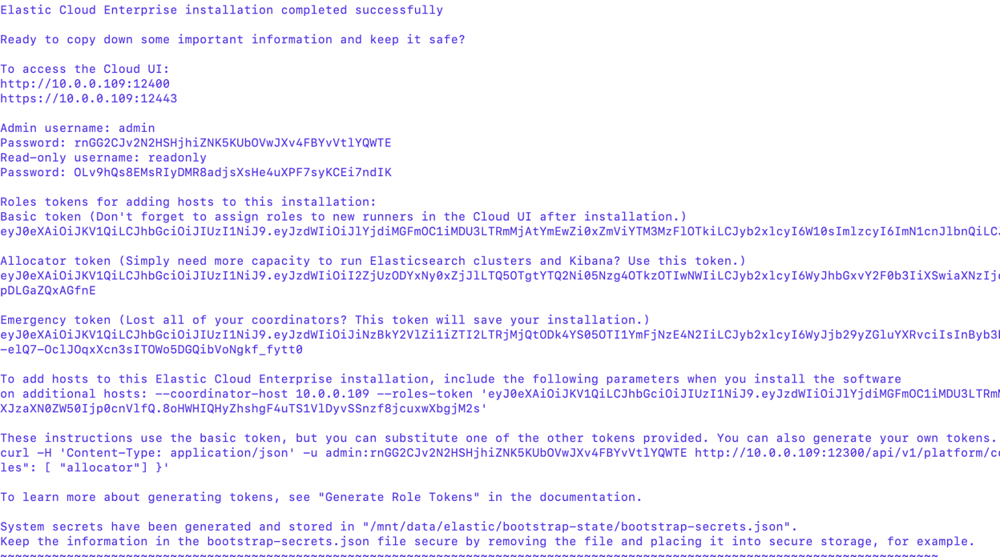 Elastic Cloud Enterprise installation completed successfully
Ready to copy down some important information and keep it safe?
To access the Cloud UI:
http://10.0.0.109:12400
https://10.0.0.109:12443
Admin username: admin
Password: rnGG2CJv2N2HSHjhiZNK5KUbOVwJXv4FBYvVtlYQWTE
Read-only username: readonly
Password: OLv9hQs8EMsRIyDMR8adjsXsHe4uXPF7syKCEi7ndIK
Roles tokens for adding hosts to this installation:
Basic token (Don't forget to assign roles to new runners in the Cloud UI after installation.)
eyJ0eXAiOiJKV1QiLCJhbGciOiJIUzI1NiJ9.eyJzdWIiOiJlYjdiMGFmOC1iMDU3LTRmMjAtYmEwZi0xZmViYTM3MzFlOTkiLCJyb2xlcyI6W10sImlzcyI6ImN1cnJlbnQiLCJ
Allocator token (Simply need more capacity to run Elasticsearch clusters and Kibana? Use this token.)
eyJ0eXAiOiJKV1QiLCJhbGciOiJIUzI1NiJ9.eyJzdWIiOiI2ZjUzODYxNy0xZjJlLTQ5OTgtYTQ2Ni05Nzg4OTkzOTIwNWIiLCJyb2xlcyI6WyJhbGxvY2F0b3IiXSwiaXNzIjo
pDLGaZQxAGfnE
Emergency token (Lost all of your coordinators? This token will save your installation.)
eyJ0eXAiOiJKV1QiLCJhbGciOiJIUzI1NiJ9.eyJzdWIiOiJiNzBkY2VlZi1iZTI2LTRjMjQtODk4YS05OTI1YmFjNzE4N2IiLCJyb2xlcyI6WyJjb29yZGluYXRvciIsInByb3h
-elQ7-OclJOqxXcn3sITOWo5DGQibVoNgkf_fytt0
To add hosts to this Elastic Cloud Enterprise installation, include the following parameters when you install the software
on additional hosts: --coordinator-host 10.0.0.109 --roles-token 'eyJ0eXAiOiJKV1QiLCJhbGciOiJIUzI1NiJ9.eyJzdWIiOiJlYjdiMGFmOC1iMDU3LTRmM
XJzaXN0ZW50Ijp0cnVlfQ.8oHWHIQHyZhshgF4uTS1VlDyvSSnzf8jcuxwXbgjM2s'
These instructions use the basic token, but you can substitute one of the other tokens provided. You can also generate your own tokens.
curl -H 'Content-Type: application/json' -u admin:rnGG2CJv2N2HSHjhiZNK5KUbOVwJXv4FBYvVtlYQWTE http://10.0.0.109:12300/api/v1/platform/co
les": [ "allocator"] }'
To learn more about generating tokens, see "Generate Role Tokens" in the documentation.
System secrets have been generated and stored in "/mnt/data/elastic/bootstrap-state/bootstrap-secrets.json".
Keep the information in the bootstrap-secrets.json file secure by removing the file and placing it into secure storage, for example.